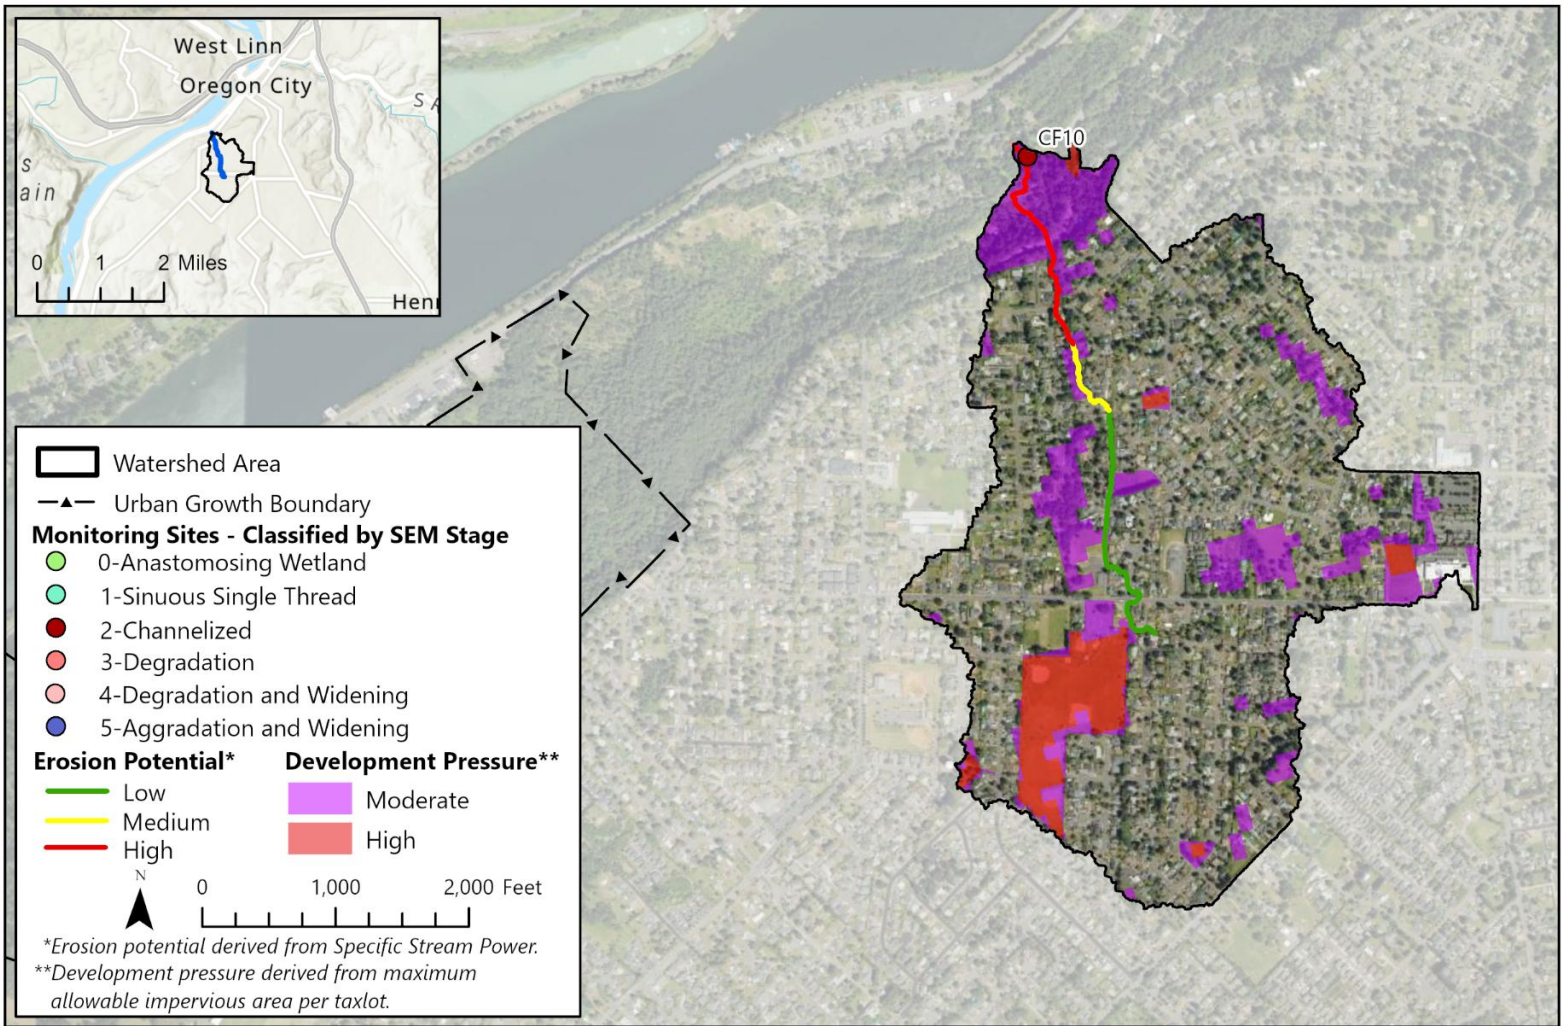 West Linn
Oregon City
S
s
ain
0 1 2 Miles
Hen
CF10
Watershed Area
Urban Growth Boundary
Monitoring Sites - Classified by SEM Stage
0-Anastomosing Wetland
1-Sinuous Single Thread
2-Channelized
3-Degradation
4-Degradation and Widening
5-Aggradation and Widening
Erosion Potential* Development Pressure**
Low
Medium
High
Moderate
High
N
0 1,000 2,000 Feet
*Erosion potential derived from Specific Stream Power.
**Development pressure derived from maximum
allowable impervious area per taxlot.